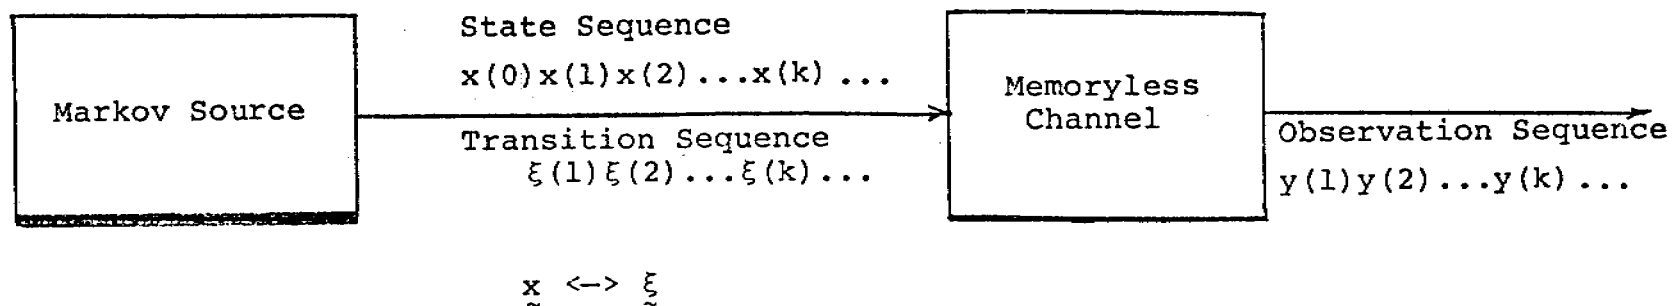 Markov Source
State Sequence
x(0)x(1)x(2)...x(k)...
Transition Sequence
ξ(1)ξ(2)...ξ(k)...
Memoryless
Channel
Observation Sequence
y(1)y(2)...y(k)...
x <-> ξ